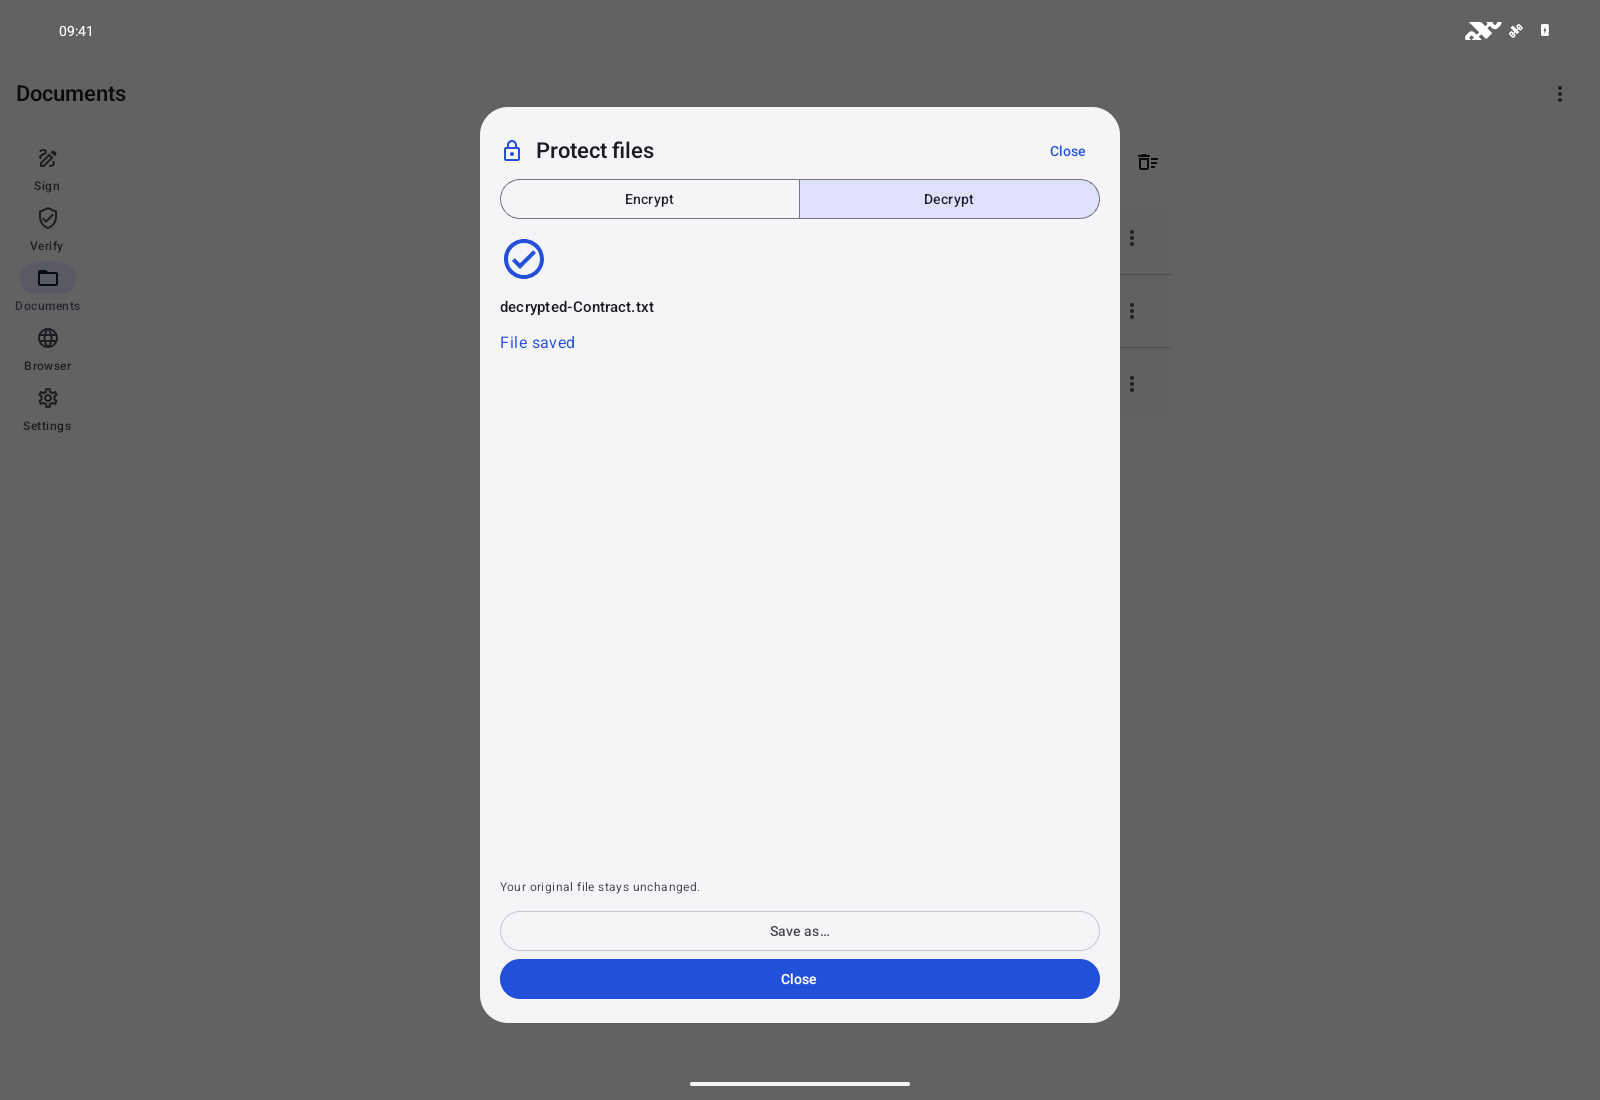 09:41
Documents
Protect files
Close
Encrypt
Decrypt
Sign
Verify
Documents
Browser
Settings
decrypted-Contract.txt
File saved
Your original file stays unchanged.
Save as…
Close